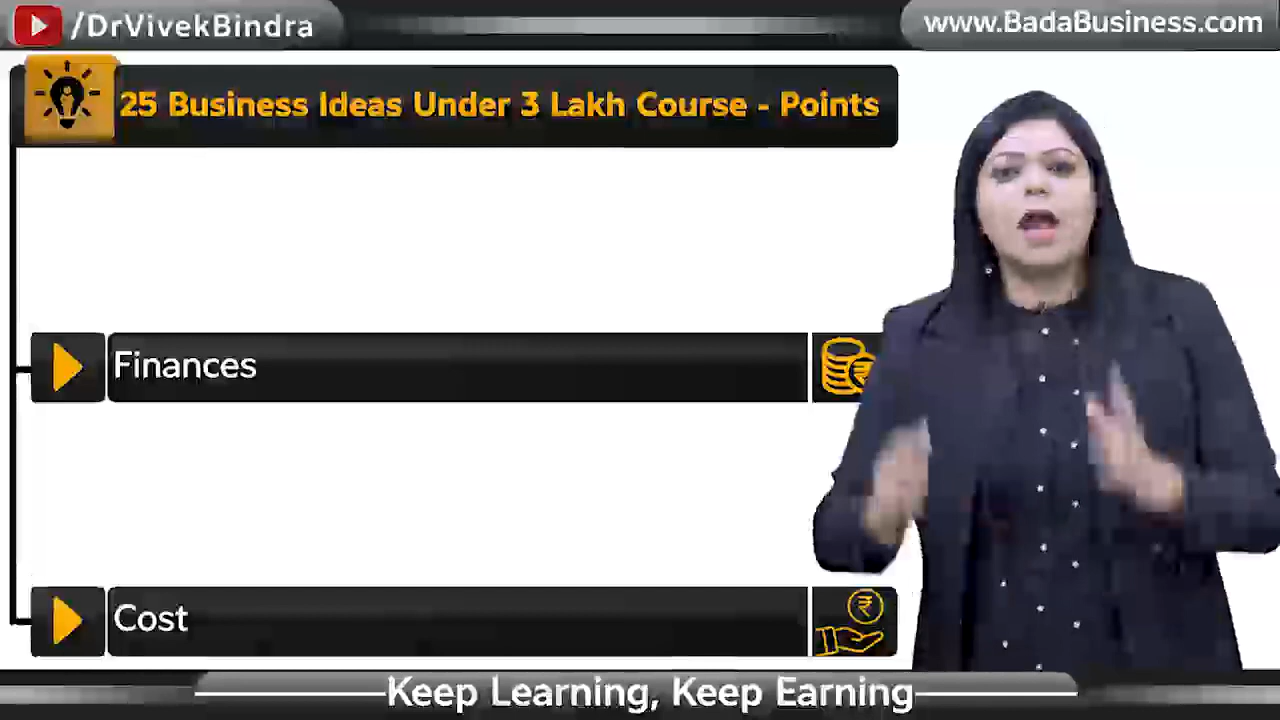 /DrVivekBindra
www.BadaBusiness.com
25 Business Ideas Under 3 Lakh Course - Points
Finances
₹
₹
Cost
Keep Learning, Keep Earning